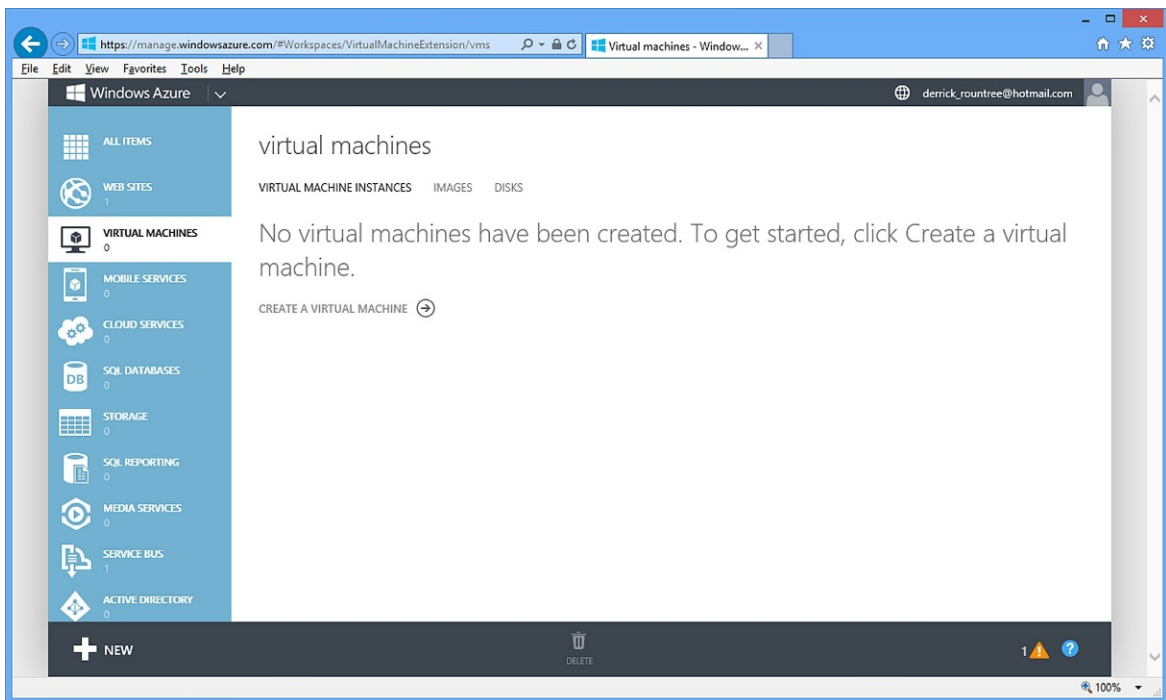 https://manage.windowsazure.com/#Workspaces/VirtualMachineExtension/vms
Virtual machines - Window...
File Edit View Favorites Tools Help
Windows Azure
derrick_rountree@hotmail.com
ALL ITEMS
WEB SITES
1
VIRTUAL MACHINES
0
MOBILE SERVICES
0
CLOUD SERVICES
0
SQL DATABASES
0
DB
STORAGE
0
SQL REPORTING
0
MEDIA SERVICES
0
SERVICE BUS
1
ACTIVE DIRECTORY
0
virtual machines
VIRTUAL MACHINE INSTANCES IMAGES DISKS
No virtual machines have been created. To get started, click Create a virtual
machine.
CREATE A VIRTUAL MACHINE
NEW
DELETE
1
100%